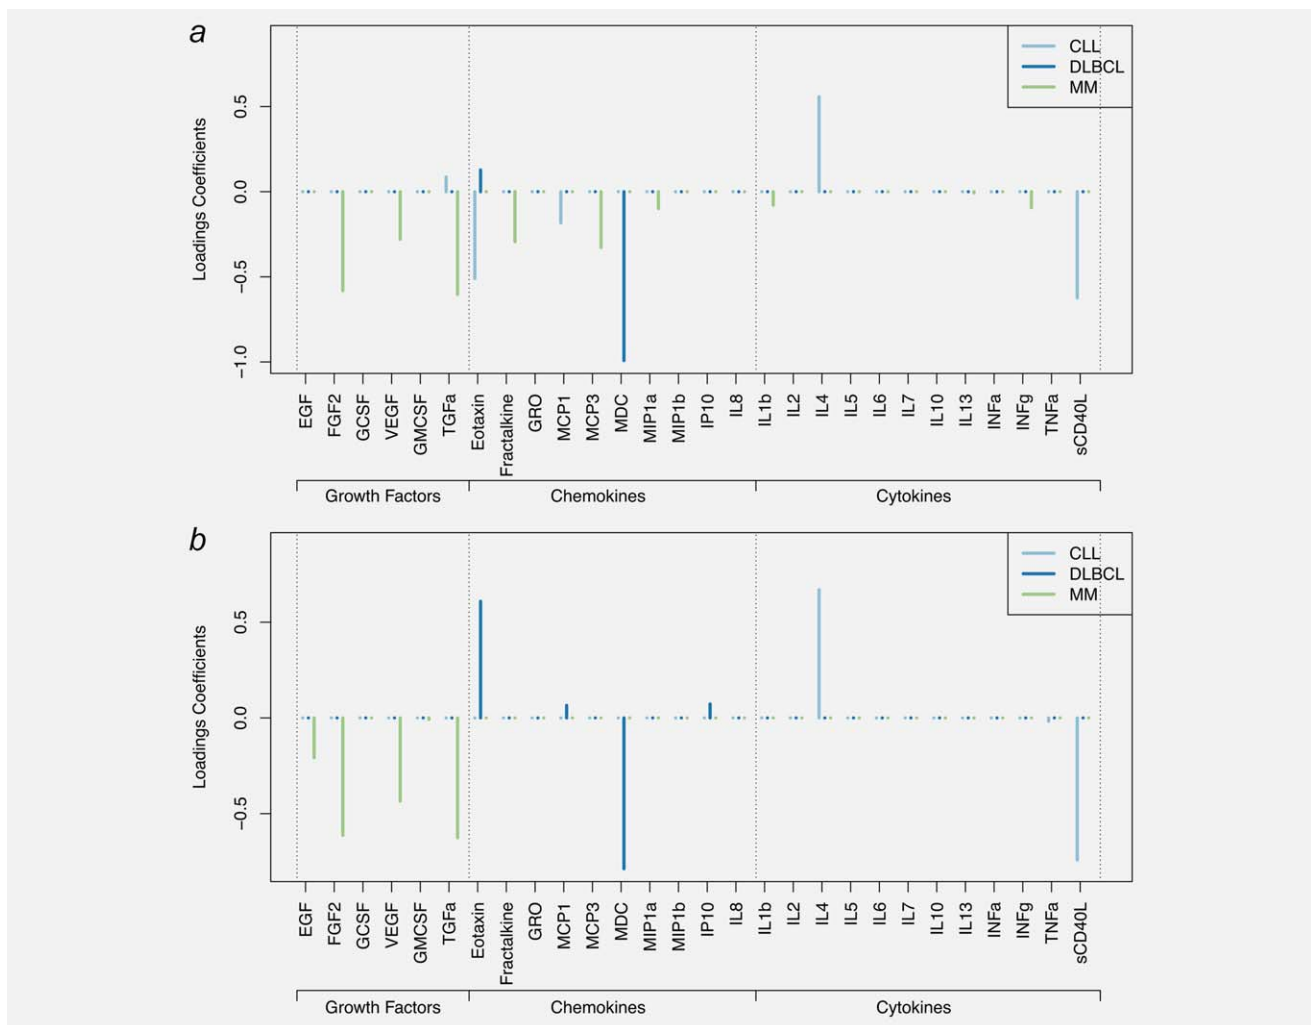 a
CLL
DLBCL
MM
Loadings Coefficients
0.5
0.0
−0.5
−1.0
EGF
FGF2
GCSF
VEGF
GMCSF
TGFa
Eotaxin
Fractalkine
GRO
MCP1
MCP3
MDC
MIP1a
MIP1b
IP10
IL8
IL1b
IL2
IL4
IL5
IL6
IL7
IL10
IL13
INFa
INFg
TNFa
sCD40L
Growth Factors
Chemokines
Cytokines
b
CLL
DLBCL
MM
Loadings Coefficients
0.5
0.0
−0.5
EGF
FGF2
GCSF
VEGF
GMCSF
TGFa
Eotaxin
Fractalkine
GRO
MCP1
MCP3
MDC
MIP1a
MIP1b
IP10
IL8
IL1b
IL2
IL4
IL5
IL6
IL7
IL10
IL13
INFa
INFg
TNFa
sCD40L
Growth Factors
Chemokines
Cytokines